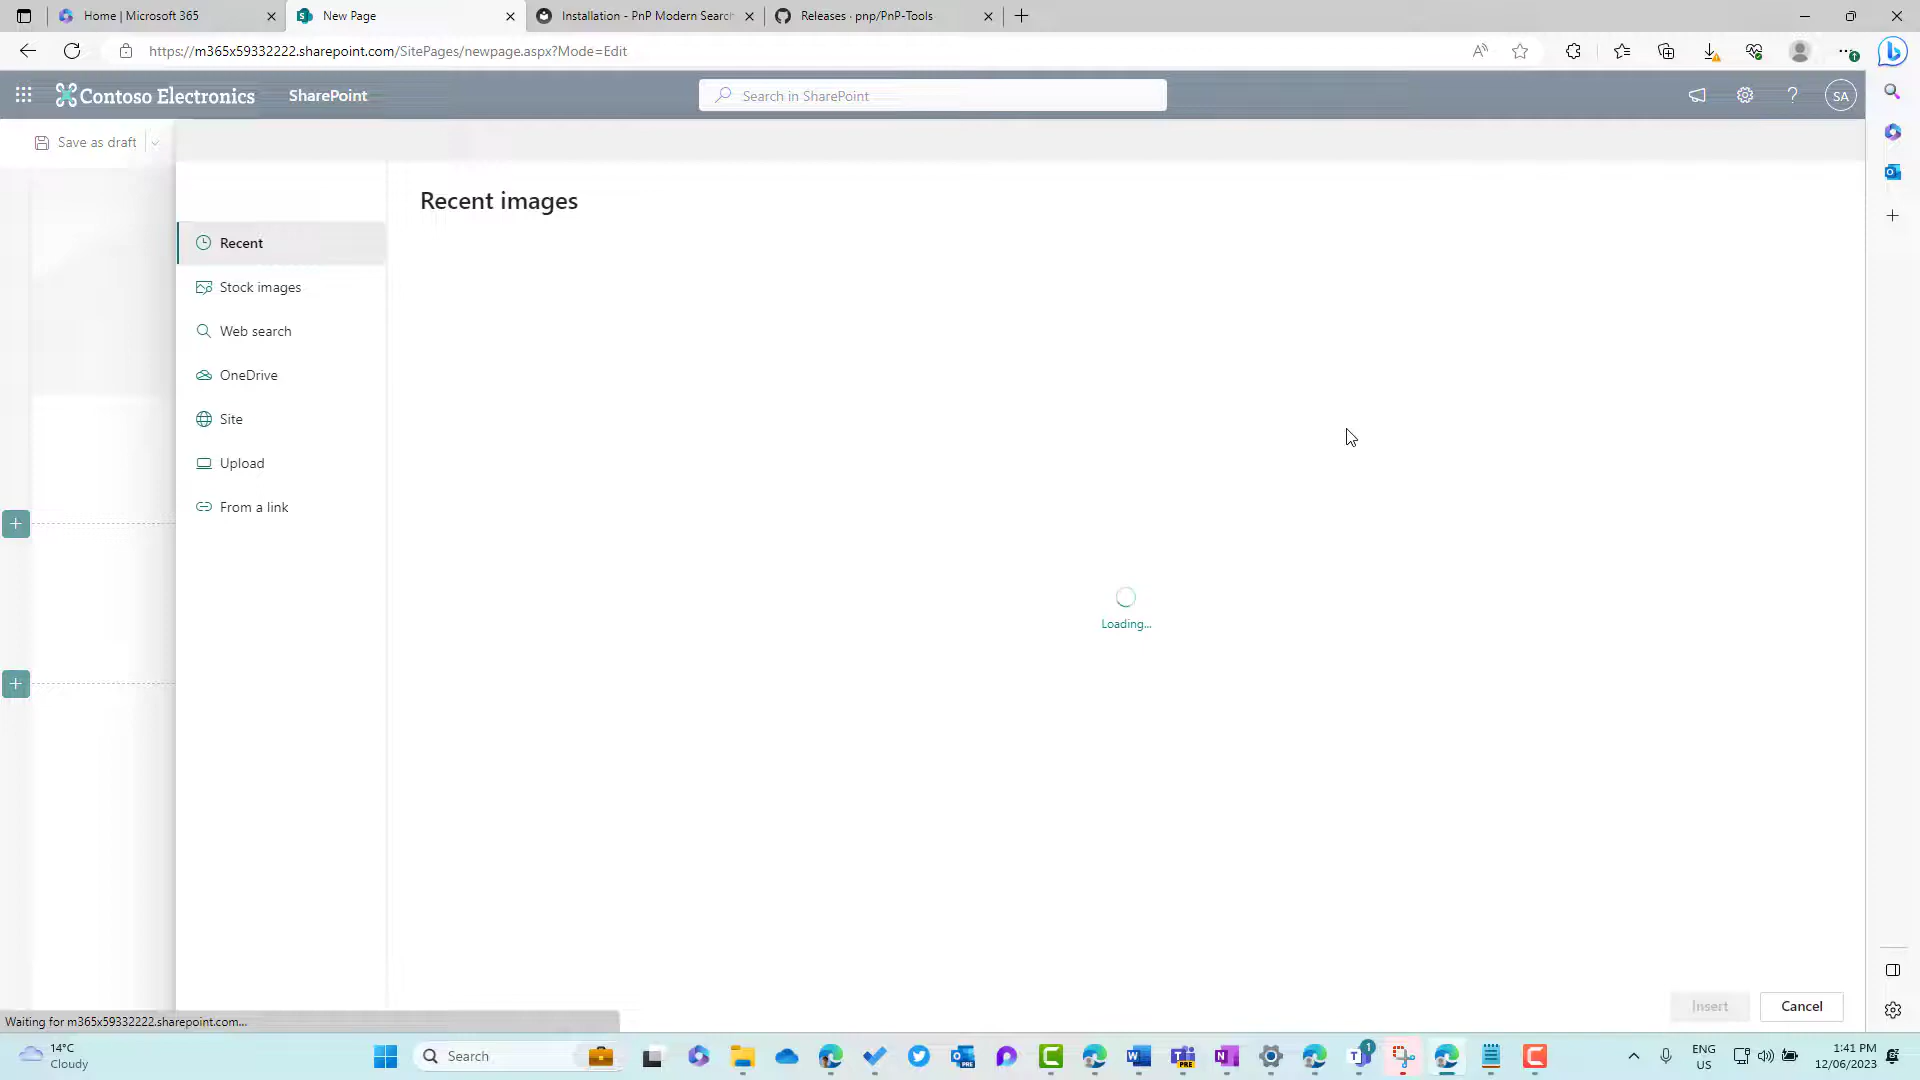 Home | Microsoft 365
New Page
Installation - PnP Modern Search
Releases · pnp/PnP-Tools
https://m365x59332222.sharepoint.com/SitePages/newpage.aspx?Mode=Edit
Contoso Electronics
SharePoint
Search in SharePoint
SA
Save as draft
Recent images
Recent
Stock images
Web search
OneDrive
Site
Upload
From a link
Loading...
Insert
Cancel
Waiting for m365x59332222.sharepoint.com...
14°C
Cloudy
Search
PRE
PRE
1
ENG
US
1:41 PM
12/06/2023